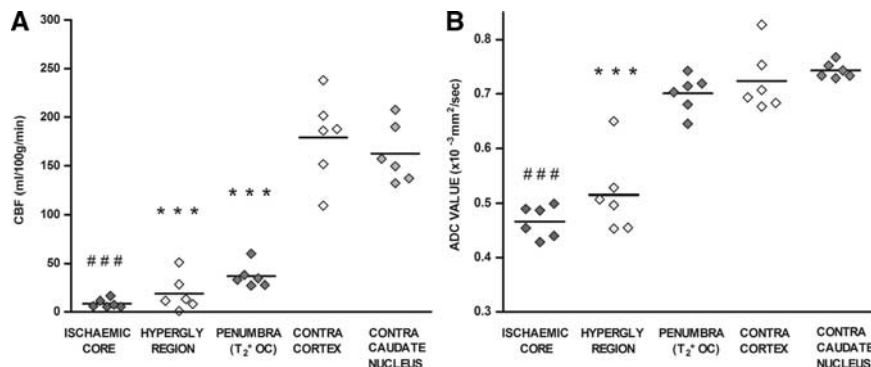 A
300
250
200
150
100
50
0
CBF (ml/100g/min)
# # #
* * *
* * *
ISCHAEMIC
CORE
HYPERGLY
REGION
PENUMBRA
(T2* OC)
CONTRA
CORTEX
CONTRA
CAUDATE
NUCLEUS
B
0.8
0.7
0.6
0.5
0.4
0.3
ADC VALUE (x10⁻³mm²/sec)
# # #
* * *
ISCHAEMIC
CORE
HYPERGLY
REGION
PENUMBRA
(T2* OC)
CONTRA
CORTEX
CONTRA
CAUDATE
NUCLEUS